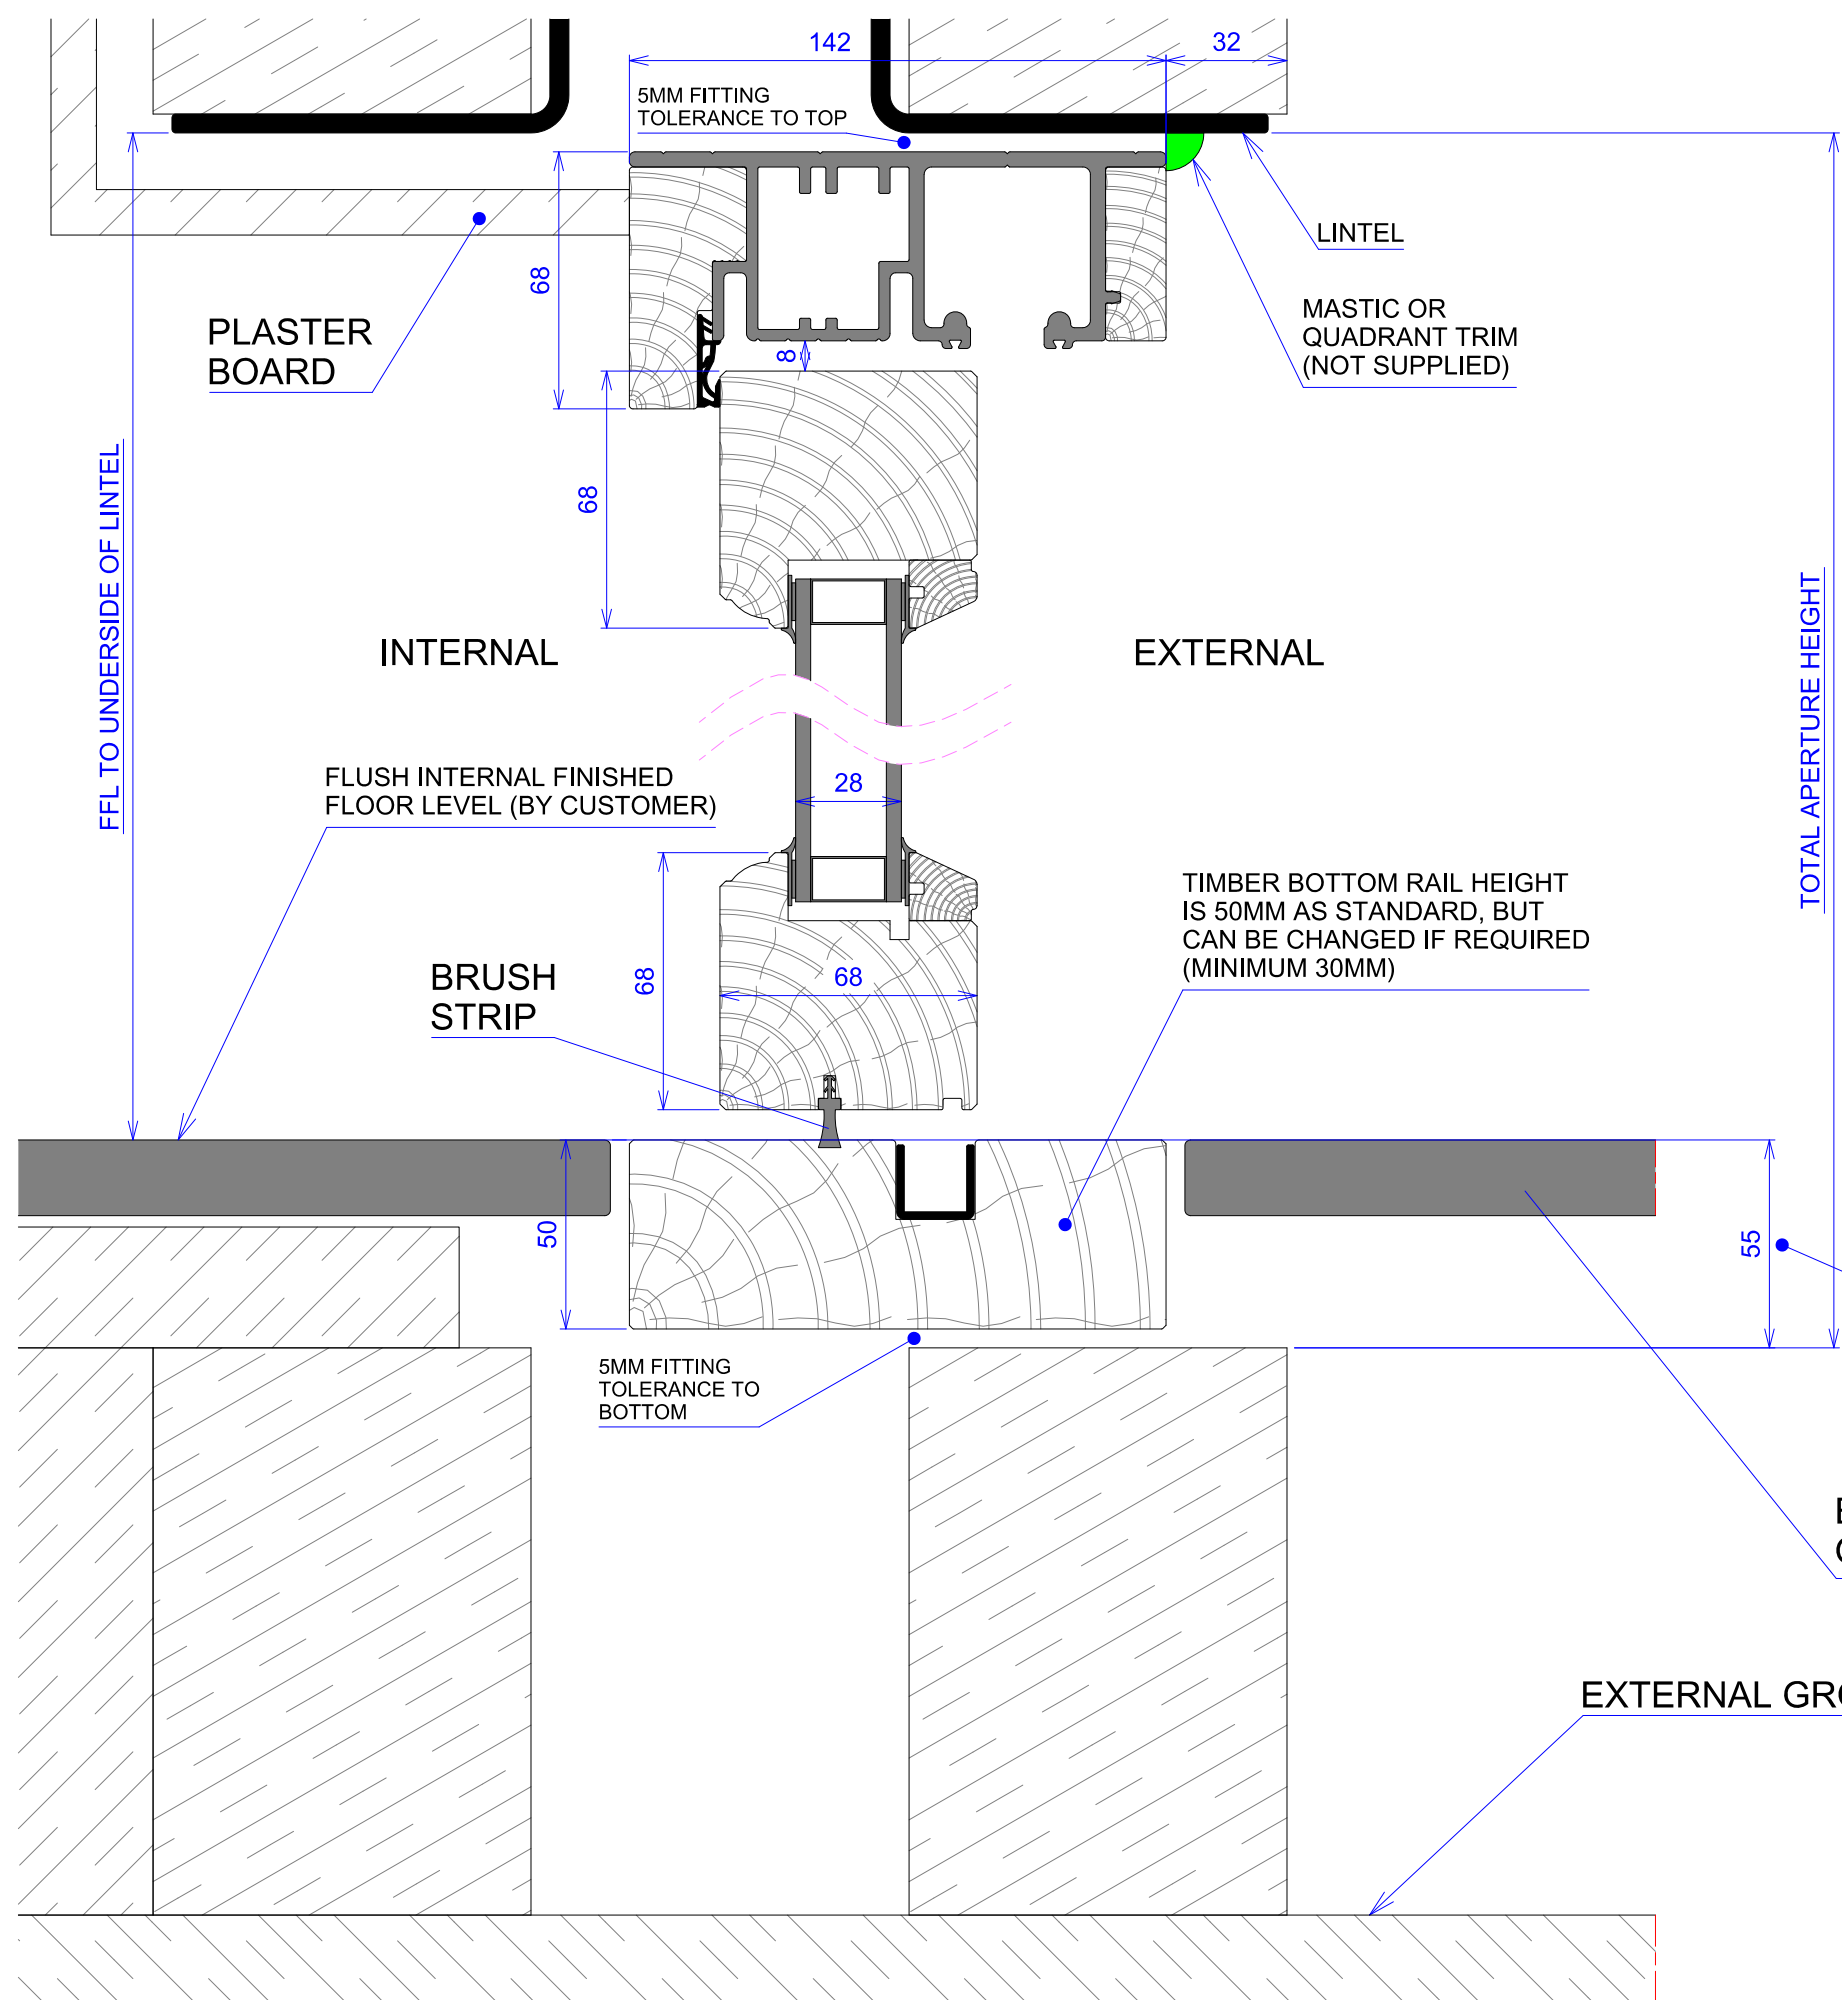 142
32
5MM FITTING
TOLERANCE TO TOP
LINTEL
68
MASTIC OR
QUADRANT TRIM
(NOT SUPPLIED)
PLASTER
BOARD
8
68
FFL TO UNDERSIDE OF LINTEL
INTERNAL
EXTERNAL
TOTAL APERTURE HEIGHT
FLUSH INTERNAL FINISHED
FLOOR LEVEL (BY CUSTOMER)
28
TIMBER BOTTOM RAIL HEIGHT
IS 50MM AS STANDARD, BUT
CAN BE CHANGED IF REQUIRED
(MINIMUM 30MM)
BRUSH
STRIP
68
68
50
55
5MM FITTING
TOLERANCE TO
BOTTOM
EXTERNAL